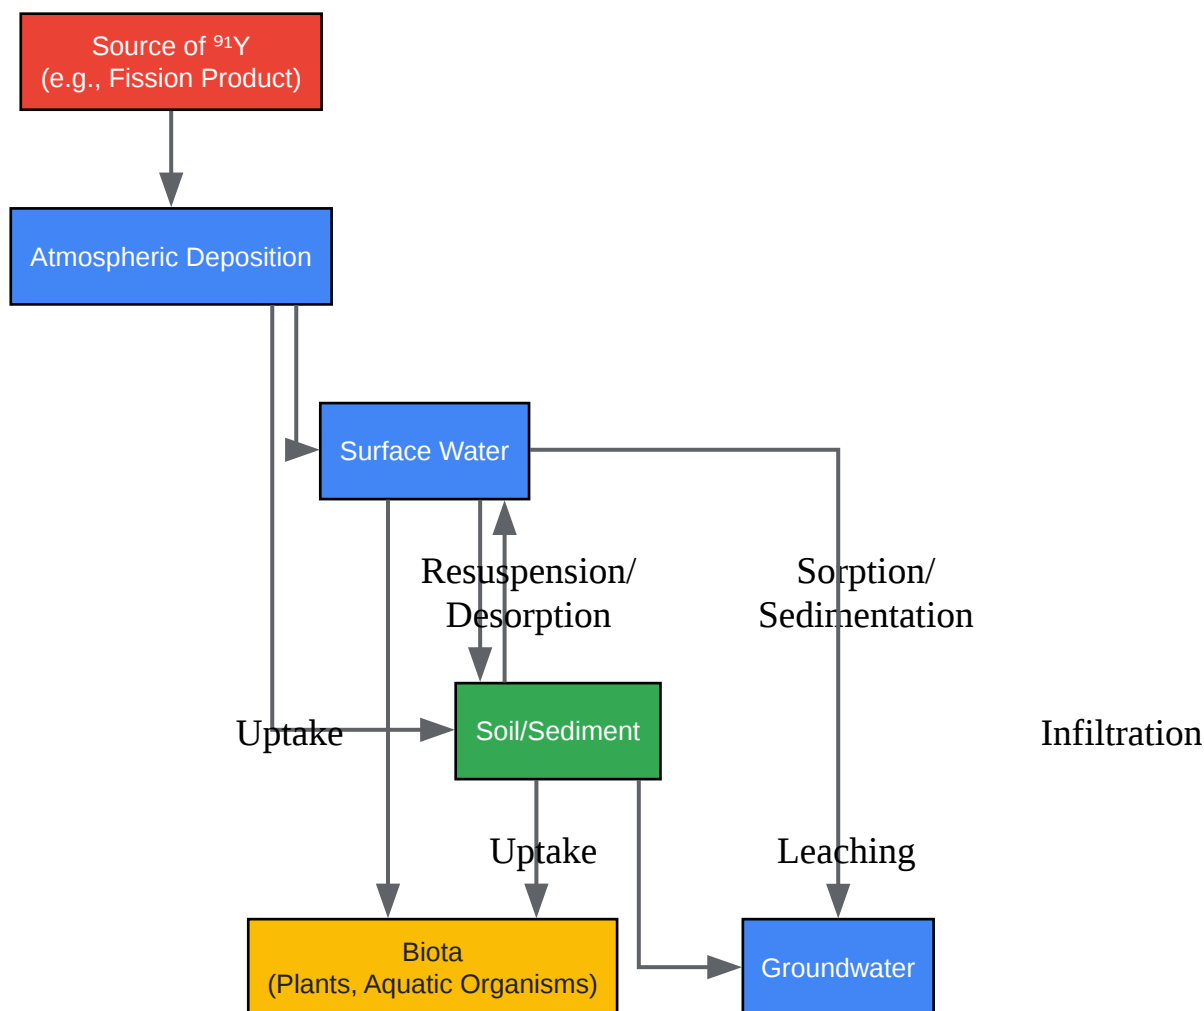 Source of ⁹¹Y
(e.g., Fission Product)
Atmospheric Deposition
Surface Water
Resuspension/
Desorption
Sorption/
Sedimentation
Uptake
Soil/Sediment
Infiltration
Uptake
Leaching
Biota
(Plants, Aquatic Organisms)
Groundwater